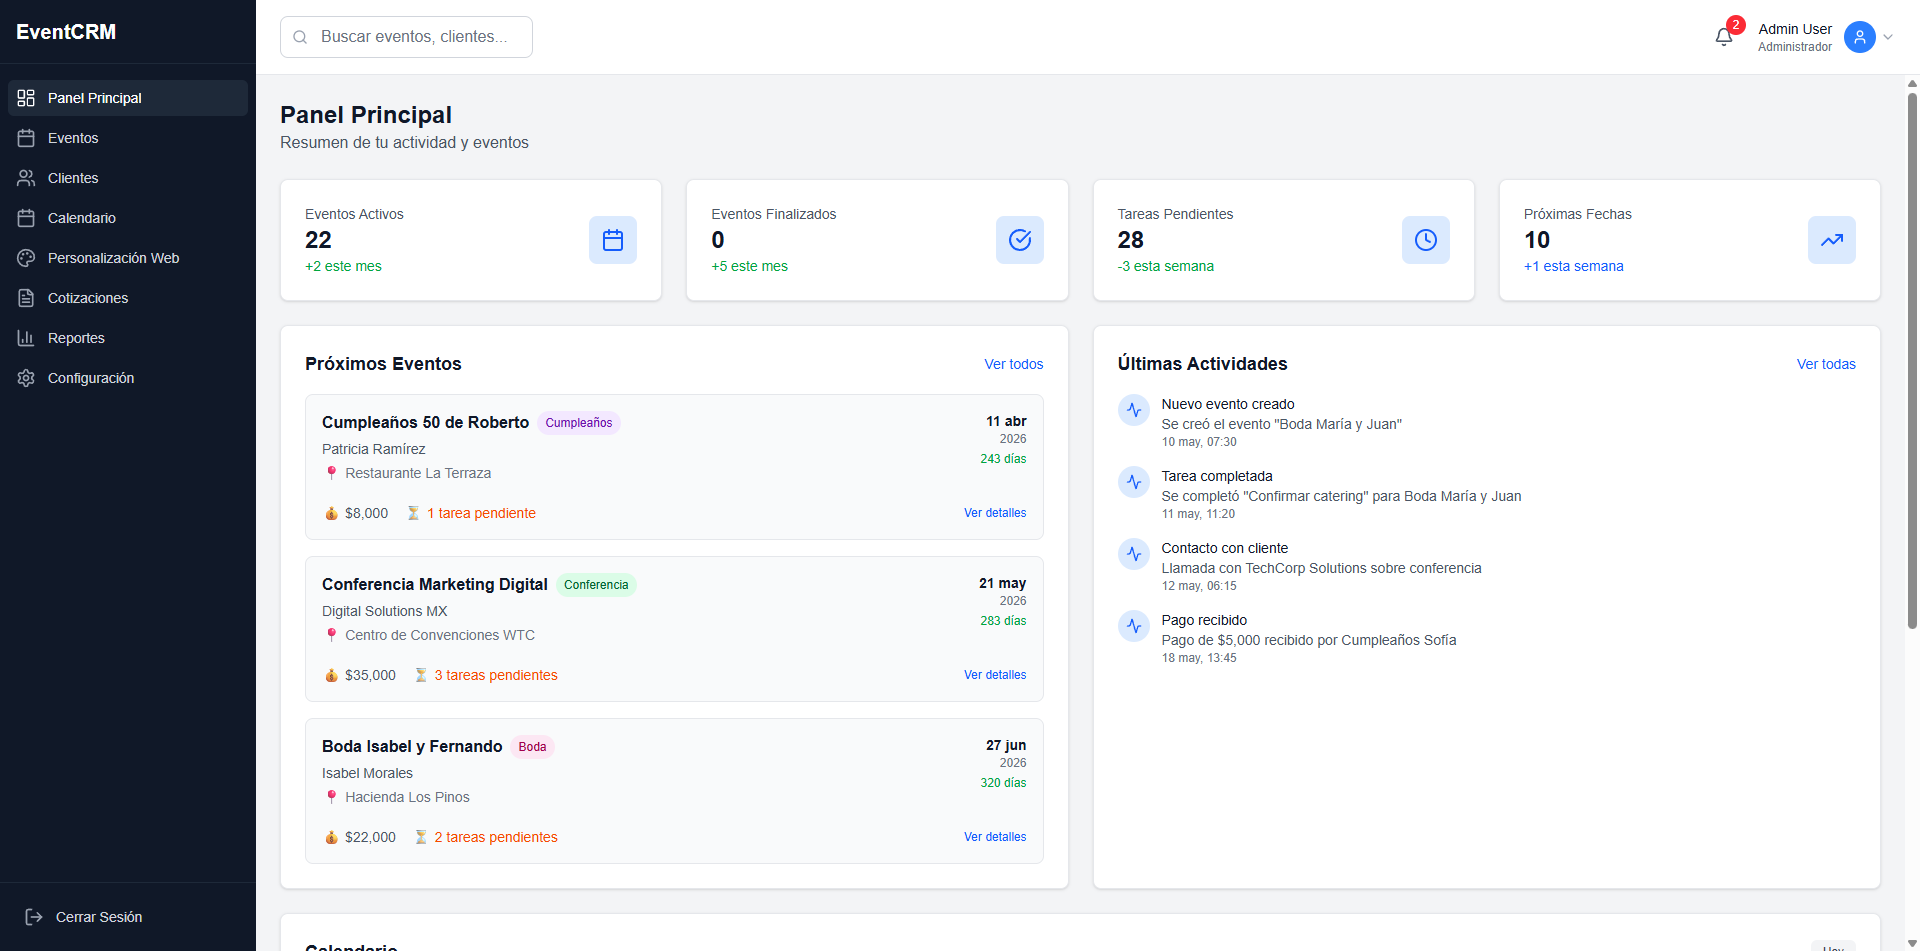 EventCRM
Panel Principal
Eventos
Clientes
Calendario
Personalización Web
Cotizaciones
Reportes
Configuración
Cerrar Sesión
Buscar eventos, clientes...
2
Admin User
Administrador
Panel Principal
Resumen de tu actividad y eventos
Eventos Activos
22
+2 este mes
Eventos Finalizados
0
+5 este mes
Tareas Pendientes
28
-3 esta semana
Próximas Fechas
10
+1 esta semana
Próximos Eventos
Ver todos
Cumpleaños 50 de Roberto
Cumpleaños
Patricia Ramírez
Restaurante La Terraza
$8,000
1 tarea pendiente
11 abr
2026
243 días
Ver detalles
Conferencia Marketing Digital
Conferencia
Digital Solutions MX
Centro de Convenciones WTC
$35,000
3 tareas pendientes
21 may
2026
283 días
Ver detalles
Boda Isabel y Fernando
Boda
Isabel Morales
Hacienda Los Pinos
$22,000
2 tareas pendientes
27 jun
2026
320 días
Ver detalles
Últimas Actividades
Ver todas
Nuevo evento creado
Se creó el evento "Boda María y Juan"
10 may, 07:30
Tarea completada
Se completó "Confirmar catering" para Boda María y Juan
11 may, 11:20
Contacto con cliente
Llamada con TechCorp Solutions sobre conferencia
12 may, 06:15
Pago recibido
Pago de $5,000 recibido por Cumpleaños Sofía
18 may, 13:45
Calendario
Hoy